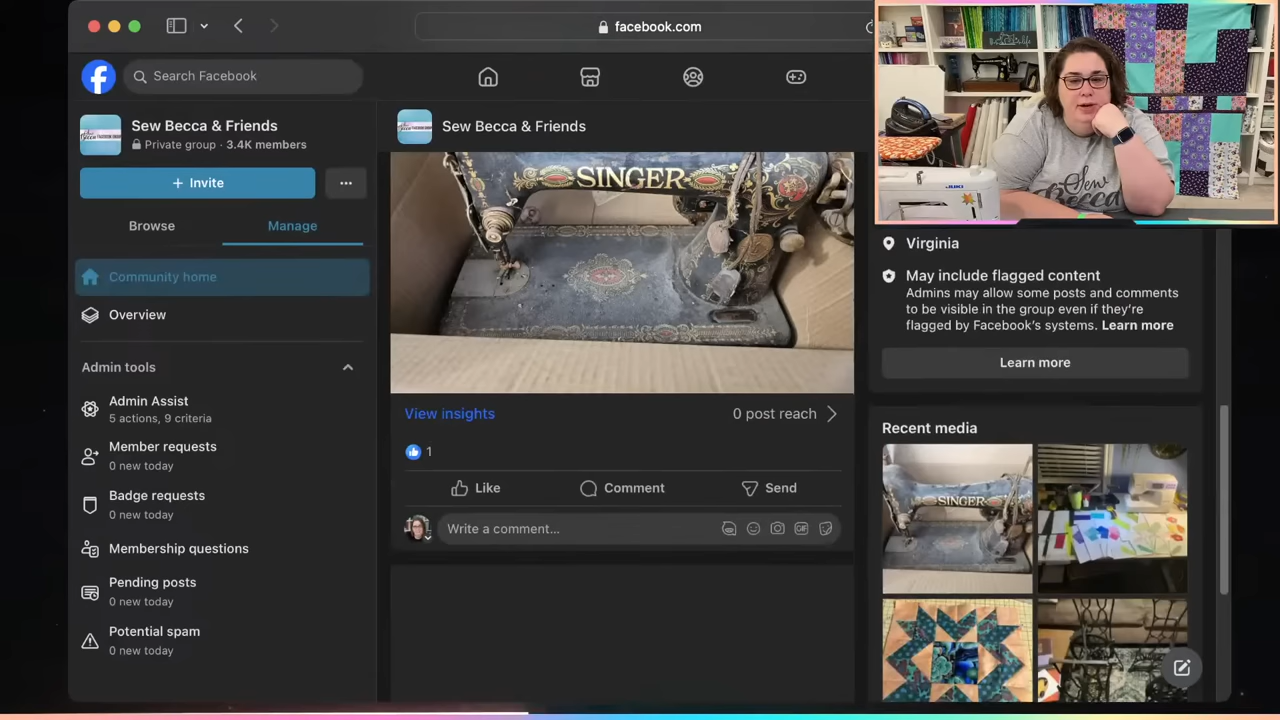 facebook.com
Search Facebook
Sew Becca & Friends
Private group · 3.4K members
+ Invite
Browse
Manage
Community home
Overview
Admin tools
Admin Assist
5 actions, 9 criteria
Member requests
0 new today
Badge requests
0 new today
Membership questions
Pending posts
0 new today
Potential spam
0 new today
Sew Becca & Friends
SINGER
View insights
0 post reach
1
Like
Comment
Send
Write a comment...
GIF
JUKI
Sew
Becca
Virginia
May include flagged content
Admins may allow some posts and comments
to be visible in the group even if they're
flagged by Facebook's systems. Learn more
Learn more
Recent media
SINGER